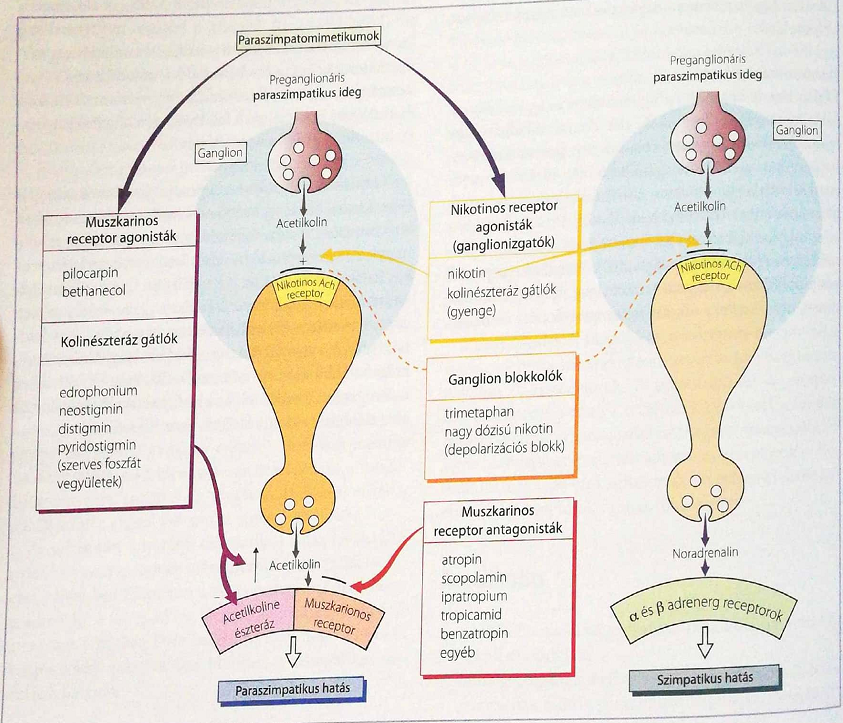 Paraszimpatomimetikumok
Preganglionáris
paraszimpatikus ideg
Ganglion
Acetilkolin
+
Nikotinos Ach
receptor
Muszkarinos
receptor agonisták
pilocarpin
bethanecol
Kolinészteráz gátlók
edrophonium
neostigmin
distigmin
pyridostigmin
(szerves foszfát
vegyületek)
Acetilkolin
Acetilkoline
észteráz
Muszkarionos
receptor
Paraszimpatikus hatás
Nikotinos receptor
agonisták
(ganglionizgatók)
nikotin
kolinészteráz gátlók
(gyenge)
Ganglion blokkolók
trimetaphan
nagy dózisú nikotin
(depolarizációs blokk)
Muszkarinos
receptor antagonisták
atropin
scopolamin
ipratropium
tropicamid
benzatropin
egyéb
Preganglionáris
paraszimpatikus ideg
Ganglion
Acetilkolin
+
Nikotinos ACh
receptor
Noradrenalin
α és β adrenerg receptorok
Szimpatikus hatás